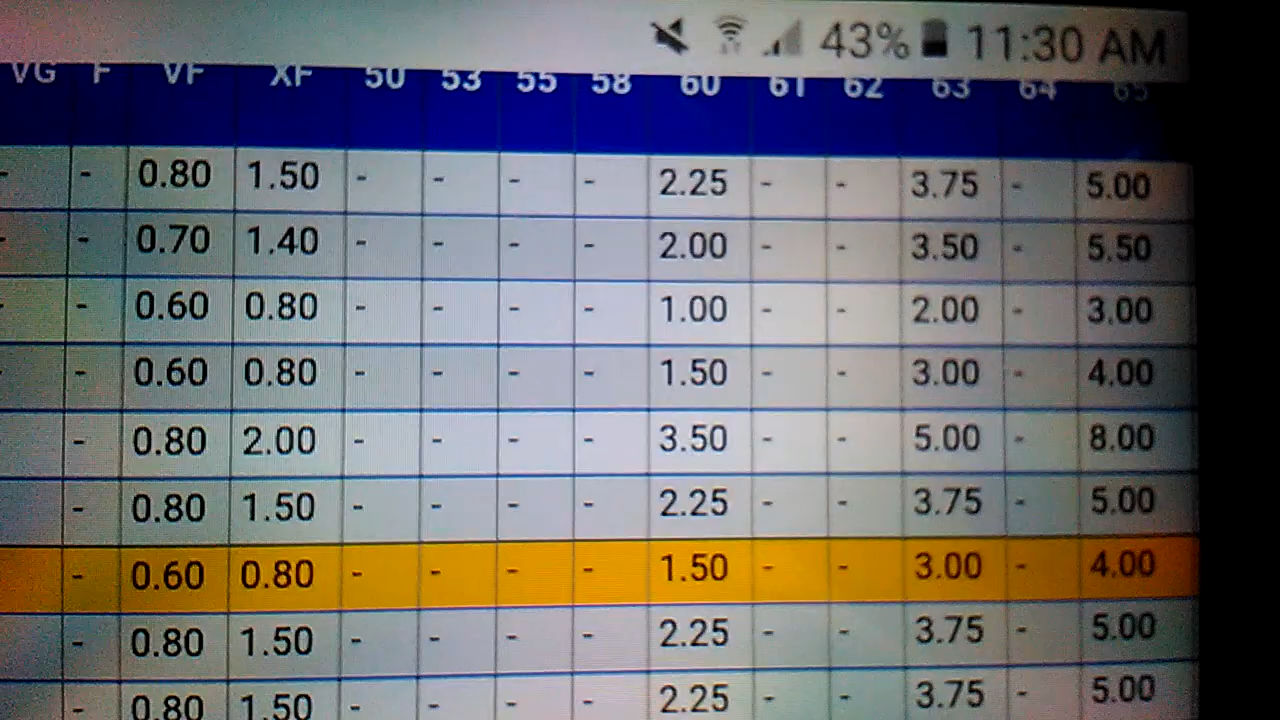 43% 11:30 AM
VG F VF XF 50 53 55 58 60 61 62 63 64 65
- - 0.80 1.50 - - - - 2.25 - - 3.75 - 5.00
- - 0.70 1.40 - - - - 2.00 - - 3.50 - 5.50
- - 0.60 0.80 - - - - 1.00 - - 2.00 - 3.00
- - 0.60 0.80 - - - - 1.50 - - 3.00 - 4.00
- 0.80 2.00 - - - - 3.50 - - 5.00 - 8.00
- 0.80 1.50 - - - - 2.25 - - 3.75 - 5.00
- 0.60 0.80 - - - - 1.50 - - 3.00 - 4.00
- 0.80 1.50 - - - - 2.25 - - 3.75 - 5.00
- 0.80 1.50 - - - - 2.25 - - 3.75 - 5.00